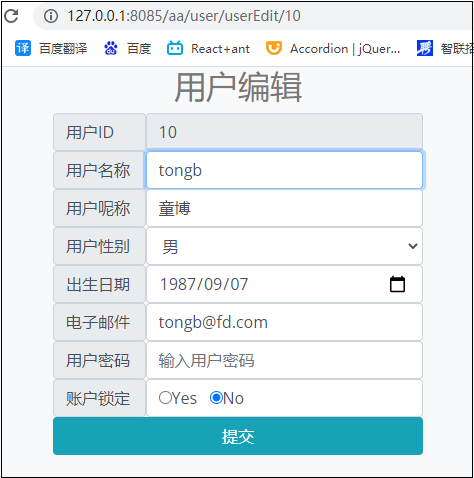 127.0.0.1:8085/aa/user/userEdit/10
译 百度翻译 百度 React+ant Accordion | jQuer... 智联招
用户编辑
用户ID 10
用户名称 tongb
用户呢称 童博
用户性别 男
出生日期 1987/09/07
电子邮件 tongb@fd.com
用户密码 输入用户密码
账户锁定 Yes No
提交